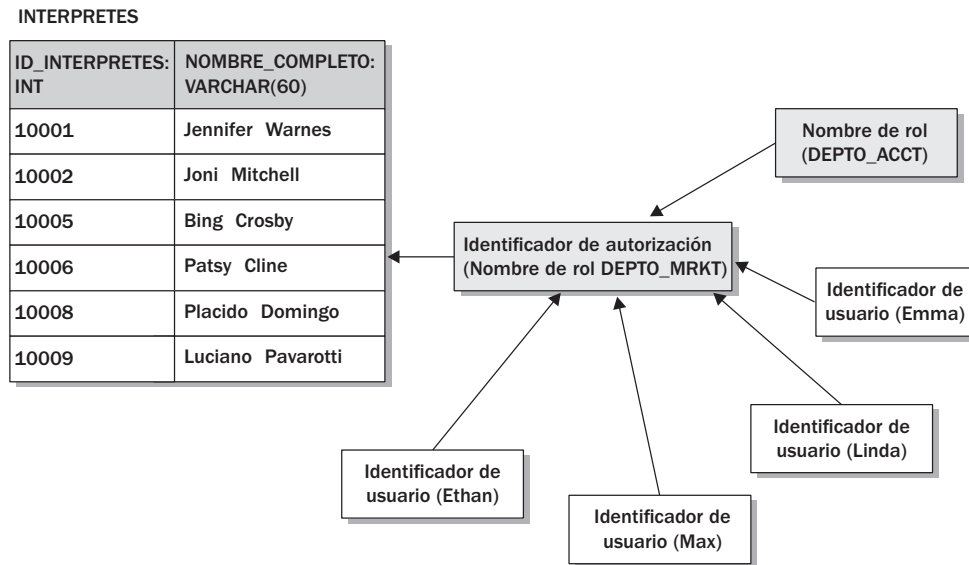 INTERPRETES
ID_INTERPRETES: NOMBRE_COMPLETO:
INT VARCHAR(60)
10001 Jennifer Warnes
10002 Joni Mitchell
10005 Bing Crosby
10006 Patsy Cline
10008 Placido Domingo
10009 Luciano Pavarotti
Nombre de rol
(DEPTO_ACCT)
Identificador de autorización
(Nombre de rol DEPTO_MRKT)
Identificador de
usuario (Emma)
Identificador de
usuario (Linda)
Identificador de
usuario (Ethan)
Identificador de
usuario (Max)